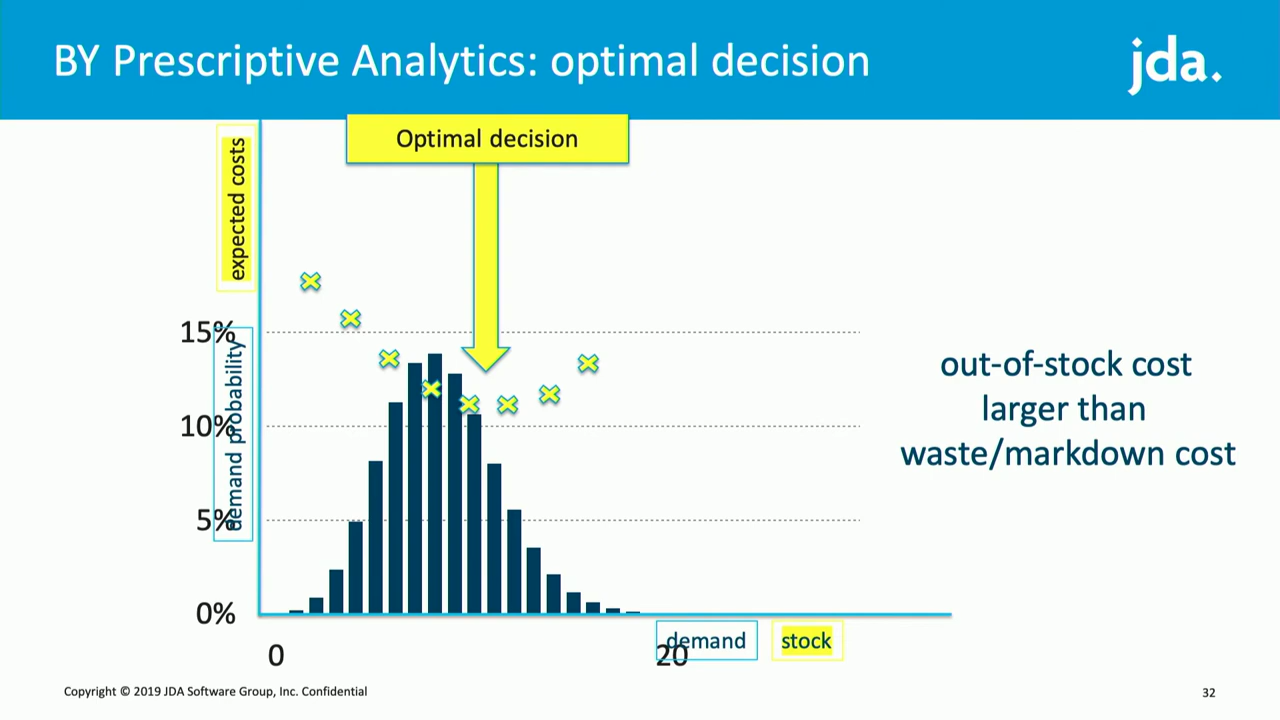 BY Prescriptive Analytics: optimal decision
jda.
Optimal decision
expected costs
15%
demand probability
10%
5%
0%
out-of-stock cost
larger than
waste/markdown cost
demand
stock
0
20
Copyright © 2019 JDA Software Group, Inc. Confidential
32